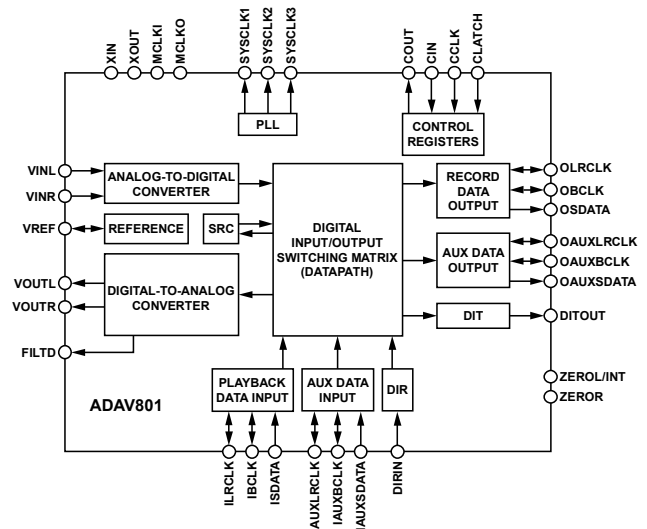 XIN
XOUT
MCLKI
MCLKO
SYSCLK1
SYSCLK2
SYSCLK3
COUT
CIN
CCLK
CLATCH
PLL
CONTROL
REGISTERS
VINL
VINR
VREF
VOUTL
VOUTR
FILTD
ANALOG-TO-DIGITAL
CONVERTER
REFERENCE
SRC
DIGITAL-TO-ANALOG
CONVERTER
DIGITAL
INPUT/OUTPUT
SWITCHING MATRIX
(DATAPATH)
RECORD
DATA
OUTPUT
AUX DATA
OUTPUT
DIT
OLRCLK
OBCLK
OSDATA
OAUXLRCLK
OAUXBCLK
OAUXSDATA
DITOUT
ZEROL/INT
ZEROR
PLAYBACK
DATA INPUT
AUX DATA
INPUT
DIR
ADAV801
ILRCLK
IBCLK
ISDATA
AUXLRCLK
IAUXBCLK
IAUXSDATA
DIRIN